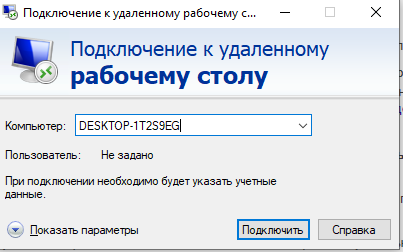 Подключение к удаленному рабочему с...
Подключение к удаленному
рабочему столу
Компьютер: DESKTOP-1T2S9EG
Пользователь: Не задано
При подключении необходимо будет указать учетные
данные.
Показать параметры Подключить Справка